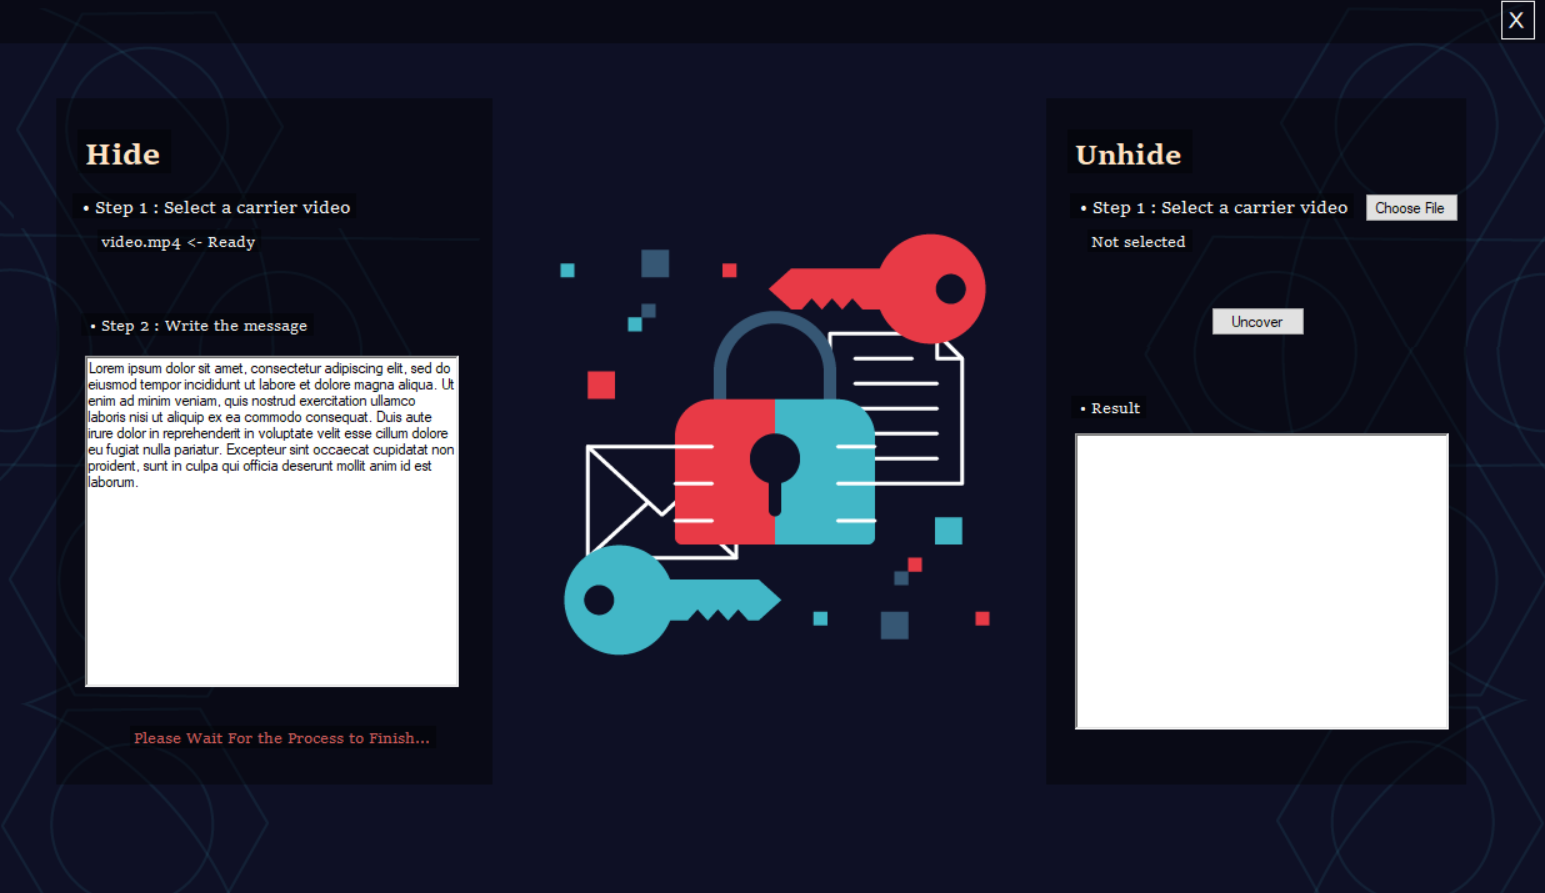 X
Hide
• Step 1 : Select a carrier video
video.mp4 <- Ready
• Step 2 : Write the message
Lorem ipsum dolor sit amet, consectetur adipiscing elit, sed do
eiusmod tempor incididunt ut labore et dolore magna aliqua. Ut
enim ad minim veniam, quis nostrud exercitation ullamco
laboris nisi ut aliquip ex ea commodo consequat. Duis aute
irure dolor in reprehenderit in voluptate velit esse cillum dolore
eu fugiat nulla pariatur. Excepteur sint occaecat cupidatat non
proident, sunt in culpa qui officia deserunt mollit anim id est
laborum.
Please Wait For the Process to Finish...
Unhide
• Step 1 : Select a carrier video
Choose File
Not selected
Uncover
• Result